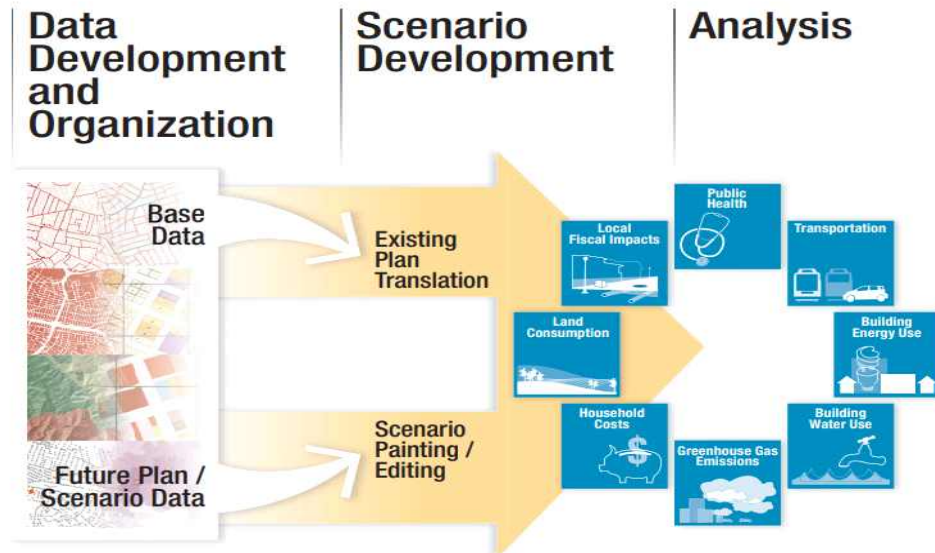 Data
Development
and
Organization
Scenario
Development
Analysis
Base
Data
Future Plan /
Scenario Data
Existing
Plan
Translation
Scenario
Painting /
Editing
Public
Health
Local
Fiscal Impacts
Transportation
Land
Consumption
Building
Energy Use
Household
Costs
$
Building
Water Use
Greenhouse Gas
Emissions